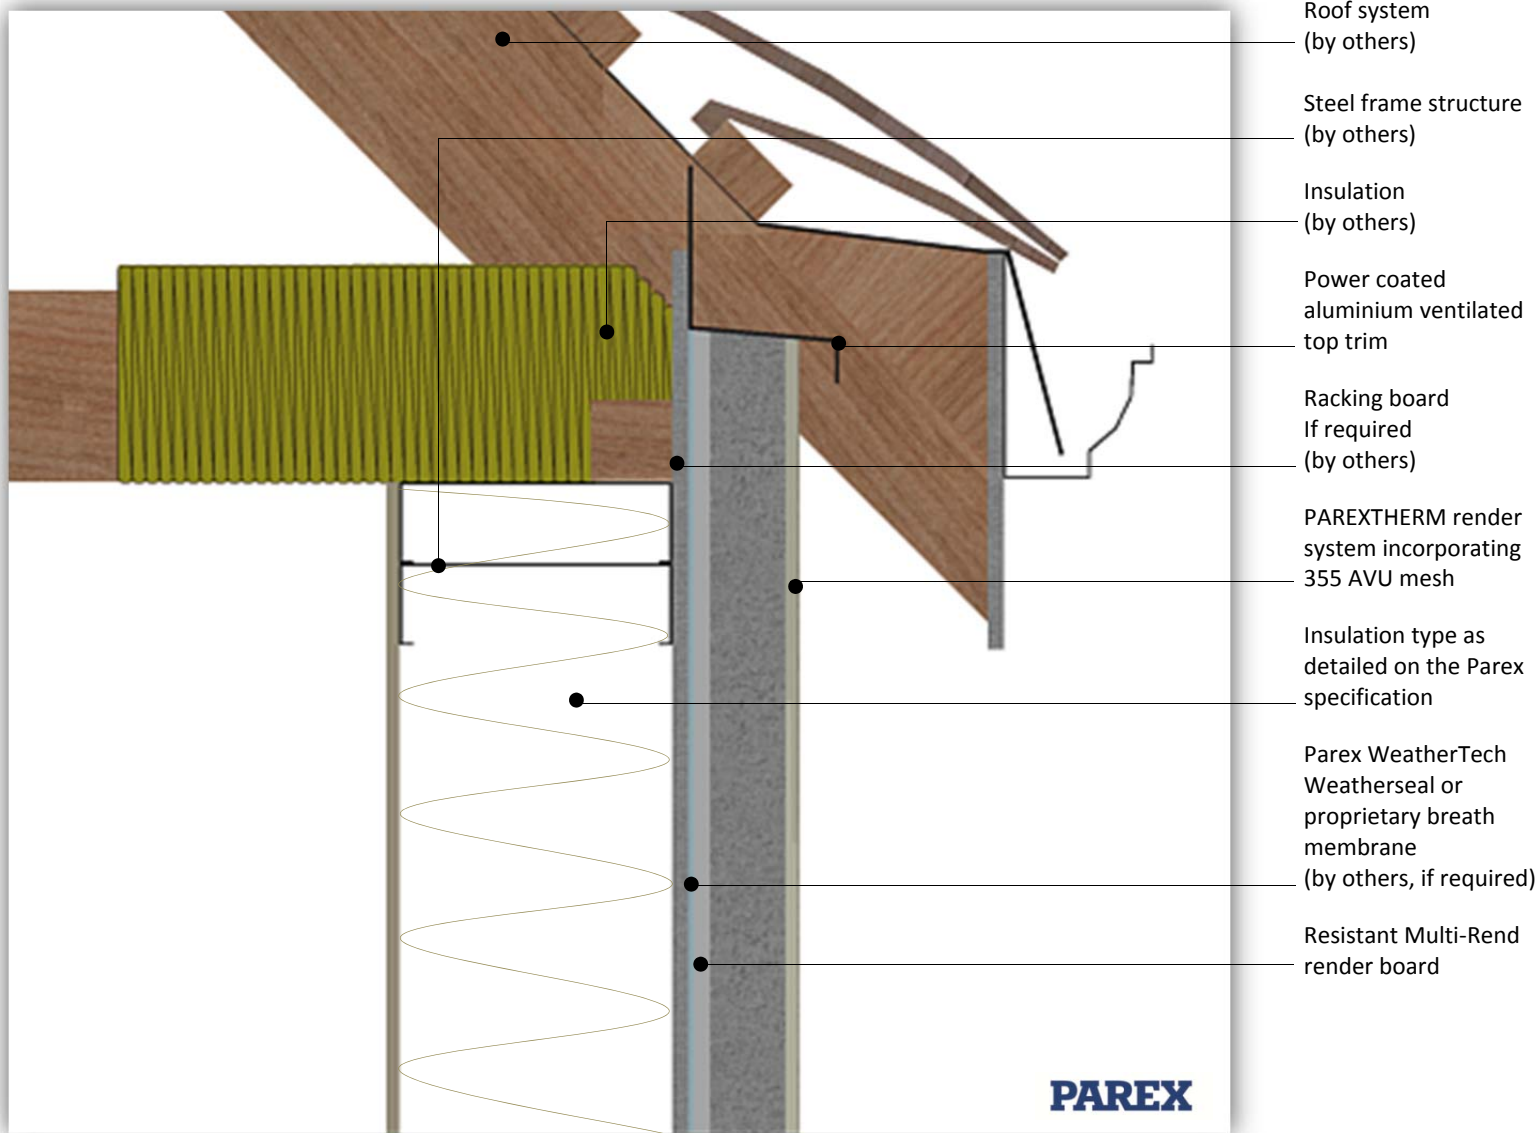 Roof system
(by others)
Steel frame structure
(by others)
Insulation
(by others)
Power coated
aluminium ventilated
top trim
Racking board
If required
(by others)
PAREXTHERM render
system incorporating
355 AVU mesh
Insulation type as
detailed on the Parex
specification
Parex WeatherTech
Weatherseal or
proprietary breath
membrane
(by others, if required)
Resistant Multi-Rend
render board
PAREX